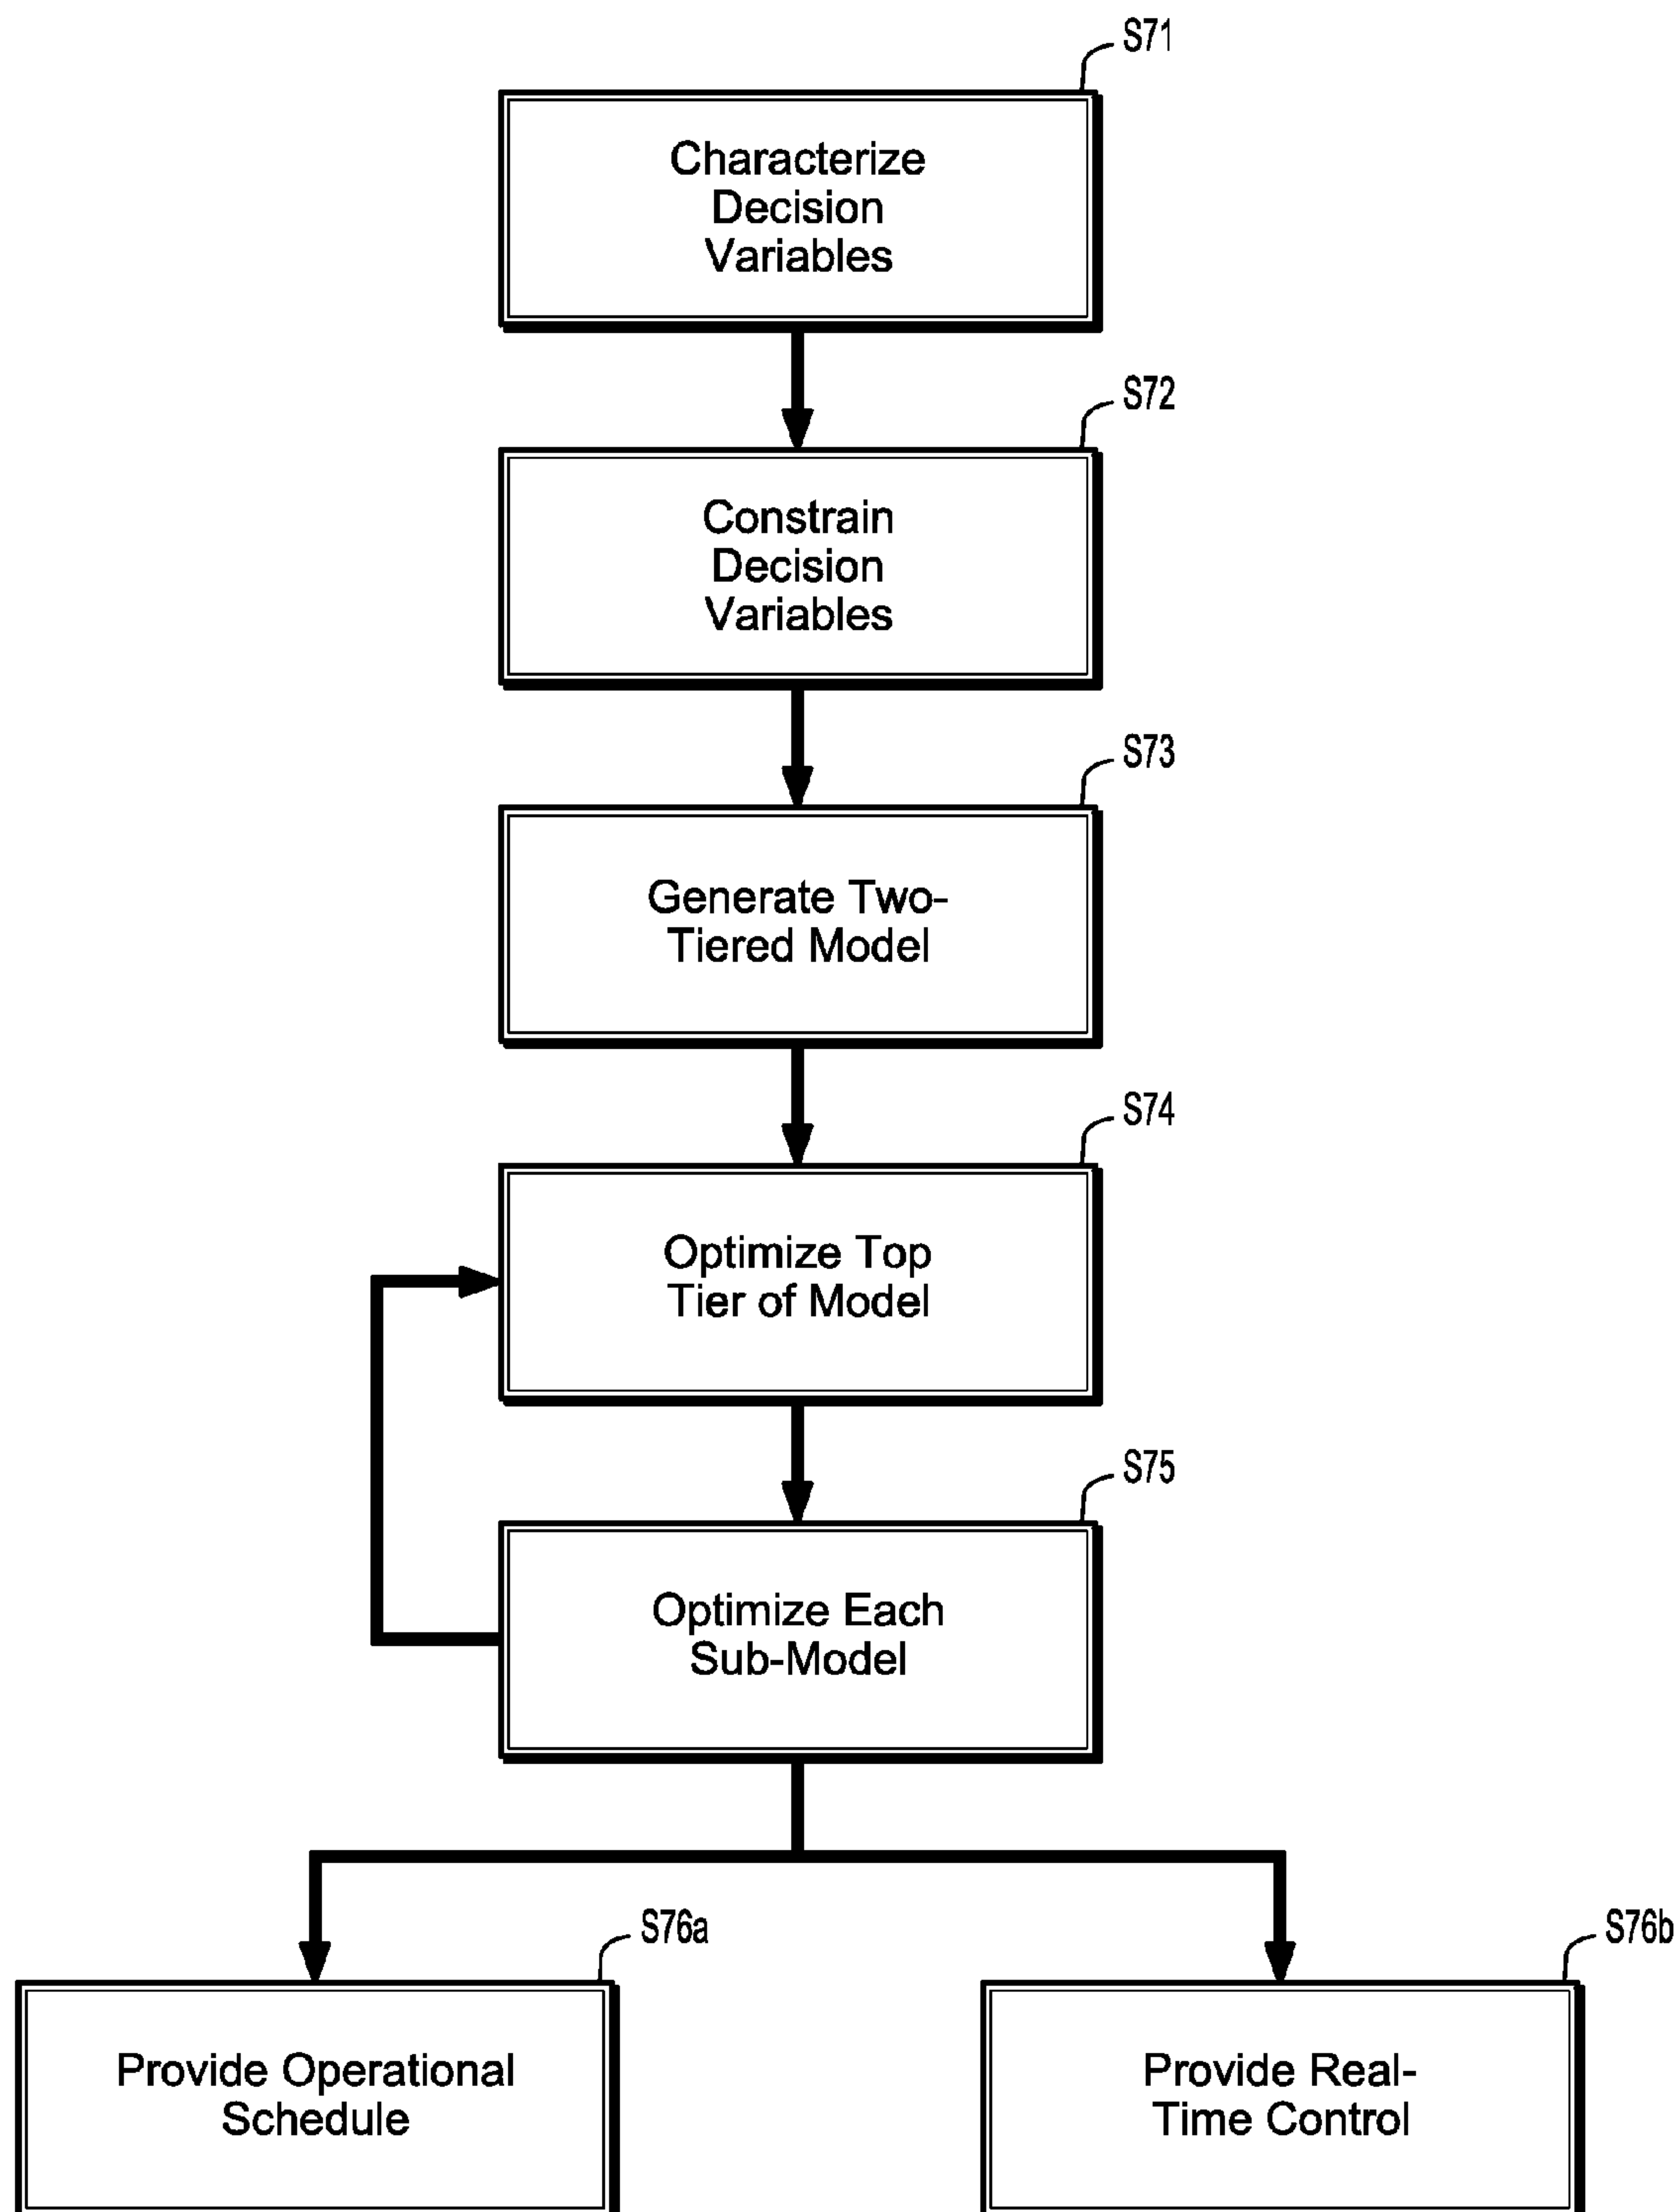 S71
Characterize
Decision
Variables
S72
Constrain
Decision
Variables
S73
Generate Two-
Tiered Model
S74
Optimize Top
Tier of Model
S75
Optimize Each
Sub-Model
S76a
Provide Operational
Schedule
S76b
Provide Real-
Time Control